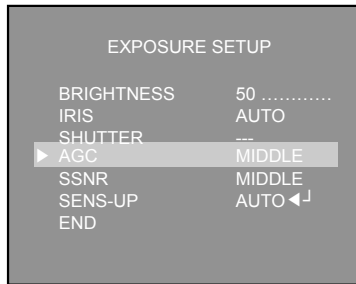 EXPOSURE SETUP
BRIGHTNESS 50 …………
IRIS AUTO
SHUTTER ---
▶ AGC MIDDLE
SSNR MIDDLE
SENS-UP AUTO ◀┘
END